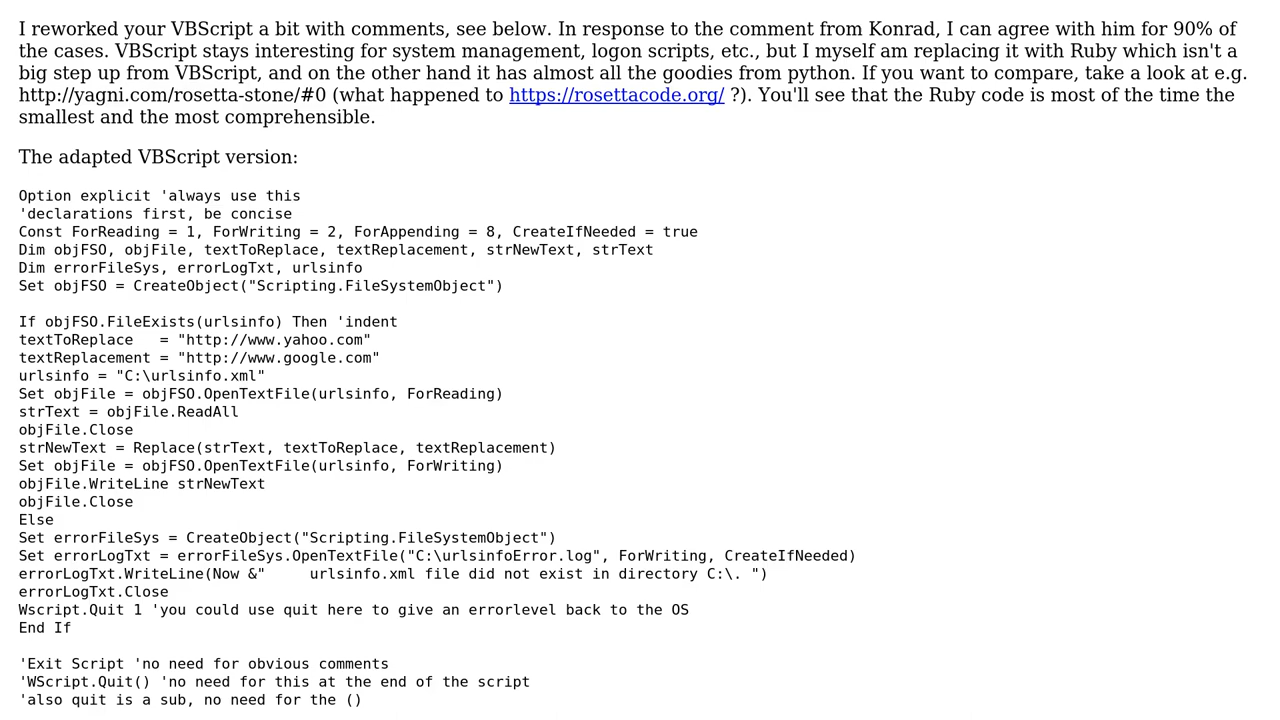 I reworked your VBScript a bit with comments, see below. In response to the comment from Konrad, I can agree with him for 90% of
the cases. VBScript stays interesting for system management, logon scripts, etc., but I myself am replacing it with Ruby which isn't a
big step up from VBScript, and on the other hand it has almost all the goodies from python. If you want to compare, take a look at e.g.
http://yagni.com/rosetta-stone/#0 (what happened to https://rosettacode.org/ ?). You'll see that the Ruby code is most of the time the
smallest and the most comprehensible.
The adapted VBScript version:
Option explicit 'always use this
'declarations first, be concise
Const ForReading = 1, ForWriting = 2, ForAppending = 8, CreateIfNeeded = true
Dim objFSO, objFile, textToReplace, textReplacement, strNewText, strText
Dim errorFileSys, errorLogTxt, urlsinfo
Set objFSO = CreateObject("Scripting.FileSystemObject")
If objFSO.FileExists(urlsinfo) Then 'indent
textToReplace   = "http://www.yahoo.com"
textReplacement = "http://www.google.com"
urlsinfo = "C:\urlsinfo.xml"
Set objFile = objFSO.OpenTextFile(urlsinfo, ForReading)
strText = objFile.ReadAll
objFile.Close
strNewText = Replace(strText, textToReplace, textReplacement)
Set objFile = objFSO.OpenTextFile(urlsinfo, ForWriting)
objFile.WriteLine strNewText
objFile.Close
Else
Set errorFileSys = CreateObject("Scripting.FileSystemObject")
Set errorLogTxt = errorFileSys.OpenTextFile("C:\urlsinfoError.log", ForWriting, CreateIfNeeded)
errorLogTxt.WriteLine(Now &"     urlsinfo.xml file did not exist in directory C:\. ")
errorLogTxt.Close
Wscript.Quit 1 'you could use quit here to give an errorlevel back to the OS
End If
'Exit Script 'no need for obvious comments
'WScript.Quit() 'no need for this at the end of the script
'also quit is a sub, no need for the ()